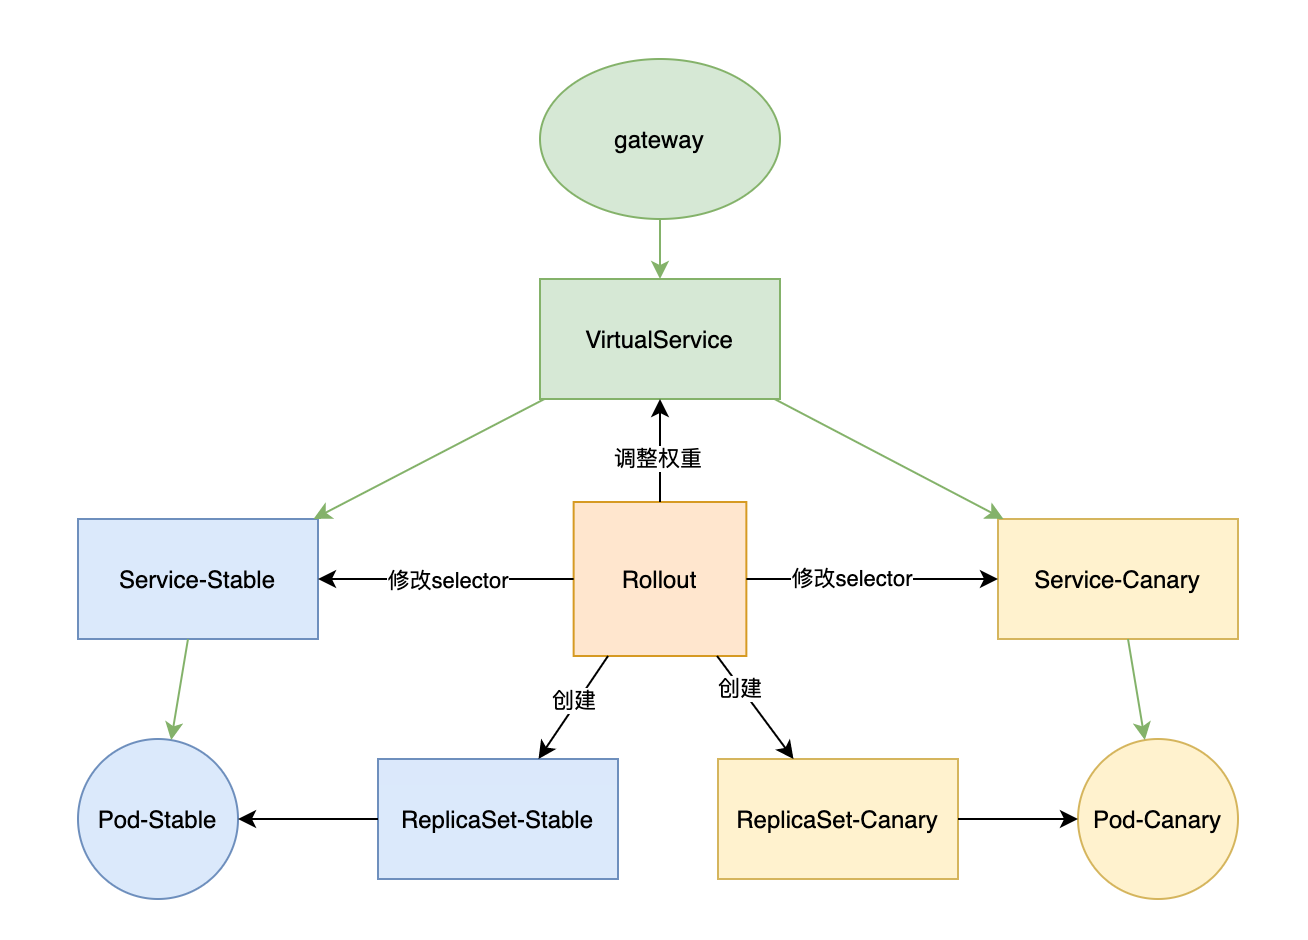 gateway
VirtualService
调整权重
Service-Stable
修改selector
Rollout
修改selector
Service-Canary
创建
创建
Pod-Stable
ReplicaSet-Stable
ReplicaSet-Canary
Pod-Canary